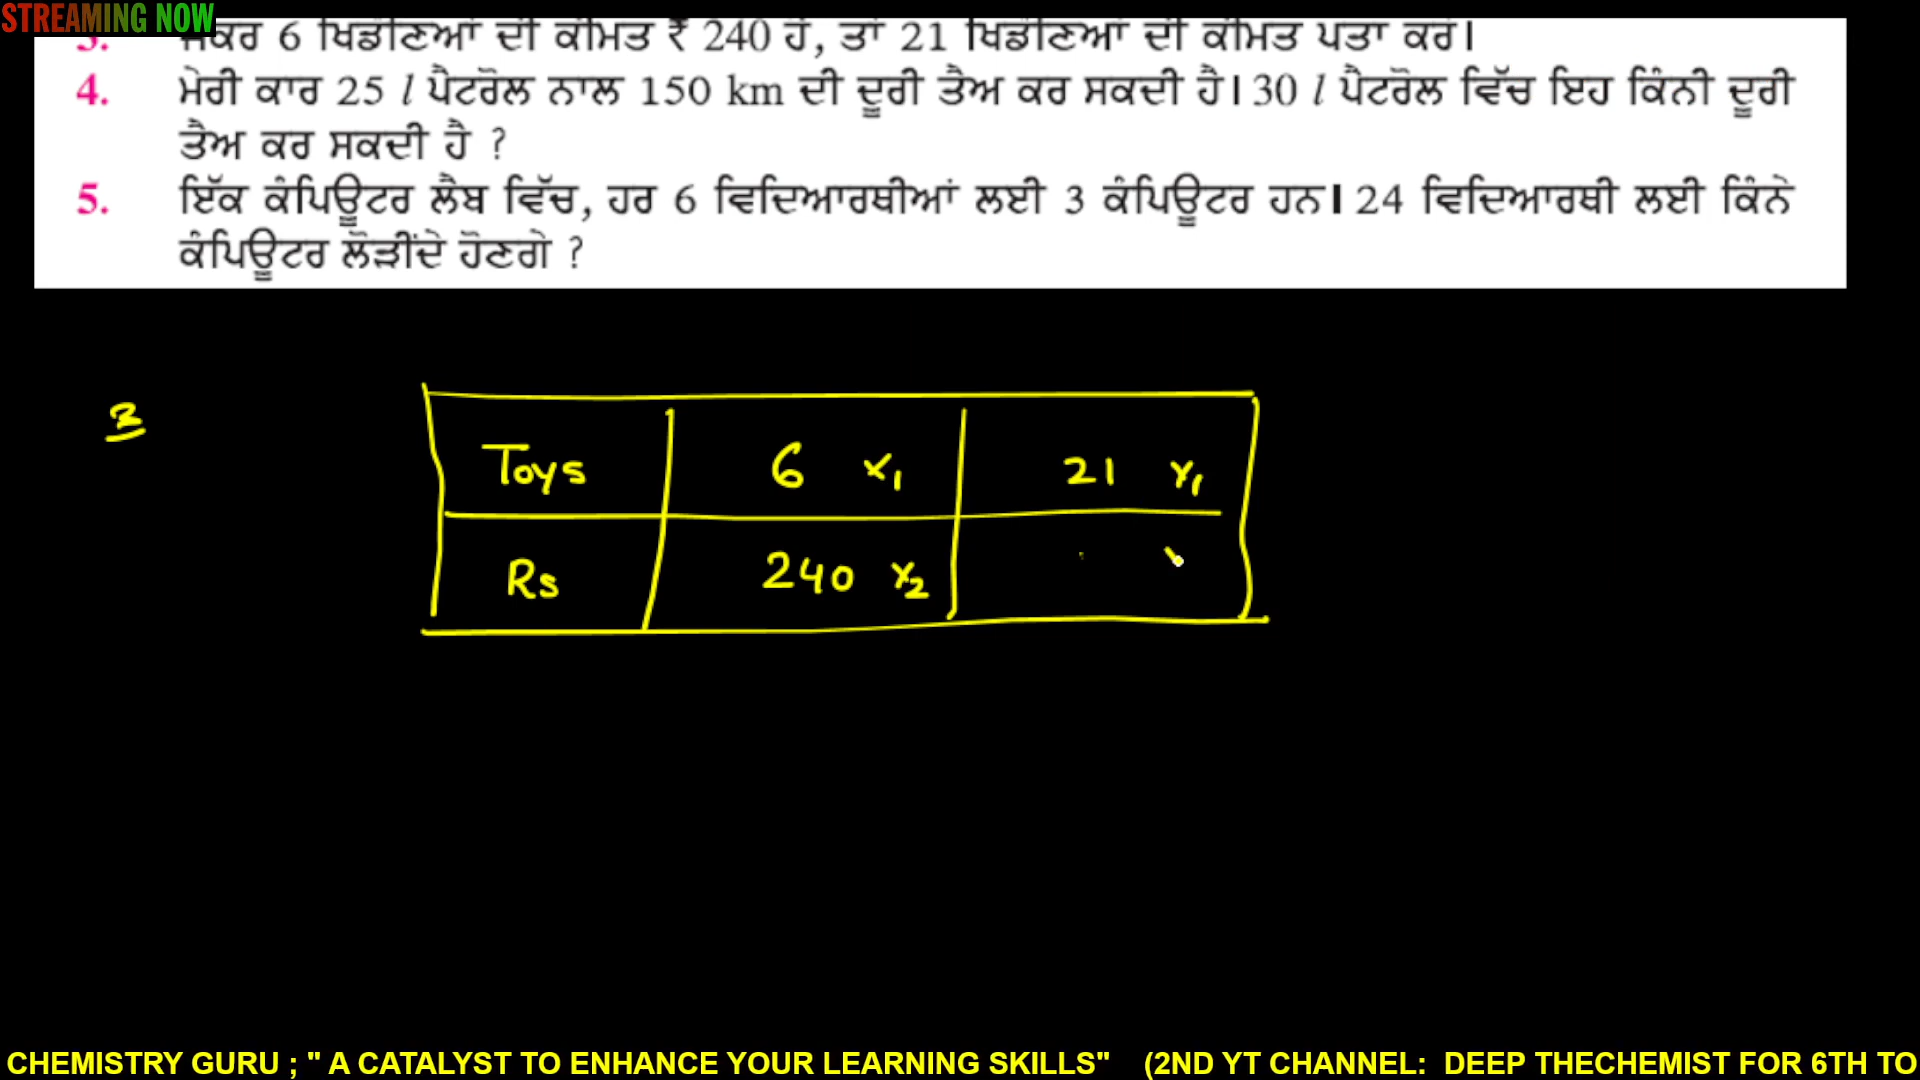 STREAMING NOW
3. ਜੇਕਰ 6 ਖਿਡੌਣਿਆਂ ਦੀ ਕੀਮਤ ₹ 240 ਹੈ, ਤਾਂ 21 ਖਿਡੌਣਿਆਂ ਦੀ ਕੀਮਤ ਪਤਾ ਕਰੋ।
4. ਮੇਰੀ ਕਾਰ 25 l ਪੈਟਰੋਲ ਨਾਲ 150 km ਦੀ ਦੂਰੀ ਤੈਅ ਕਰ ਸਕਦੀ ਹੈ। 30 l ਪੈਟਰੋਲ ਵਿੱਚ ਇਹ ਕਿੰਨੀ ਦੂਰੀ
ਤੈਅ ਕਰ ਸਕਦੀ ਹੈ ?
5. ਇੱਕ ਕੰਪਿਊਟਰ ਲੈਬ ਵਿੱਚ, ਹਰ 6 ਵਿਦਿਆਰਥੀਆਂ ਲਈ 3 ਕੰਪਿਊਟਰ ਹਨ। 24 ਵਿਦਿਆਰਥੀ ਲਈ ਕਿੰਨੇ
ਕੰਪਿਊਟਰ ਲੋੜੀਂਦੇ ਹੋਣਗੇ ?
3
Toys 6 x₁ 21 y₁
Rs 240 x₂
CHEMISTRY GURU ; " A CATALYST TO ENHANCE YOUR LEARNING SKILLS" (2ND YT CHANNEL: DEEP THECHEMIST FOR 6TH TO